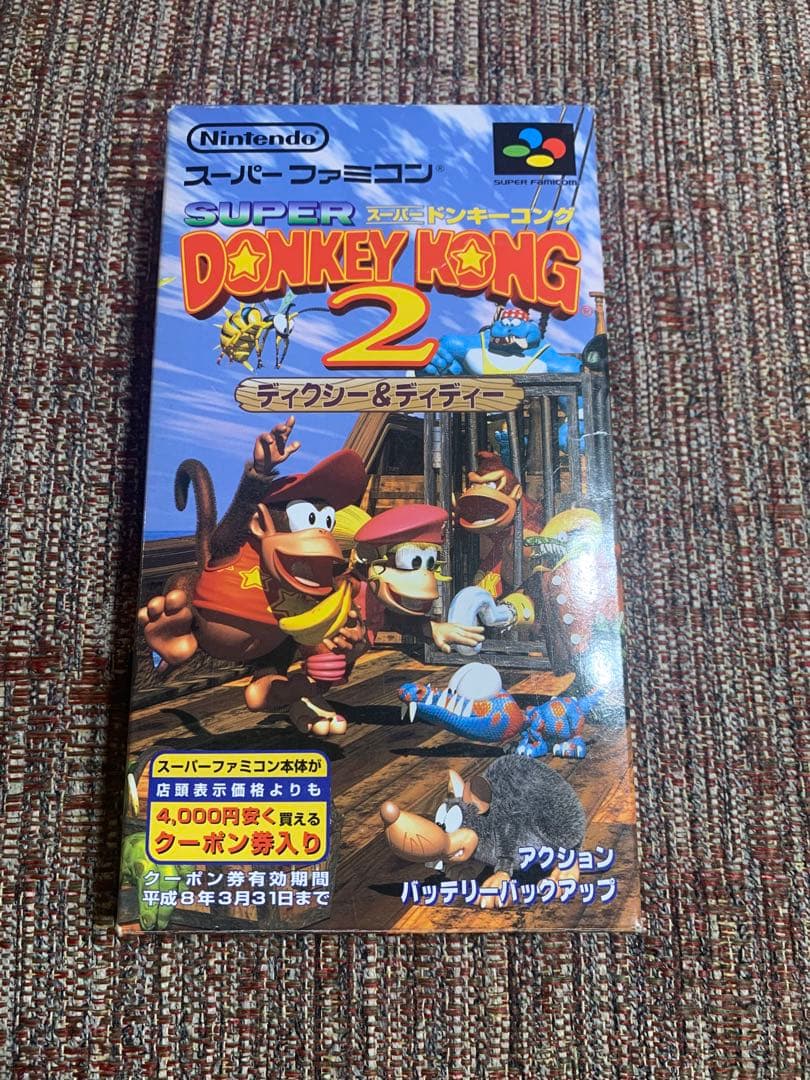 Nintendo®
スーパーファミコン®
SUPER FAMICOM
SUPER スーパードンキーコング
DONKEY KONG®
2
ディクシー&ディディー
スーパーファミコン本体が
店頭表示価格よりも
4,000円安く買える
クーポン券入り
クーポン券有効期間
平成8年3月31日まで
アクション
バッテリーバックアップ